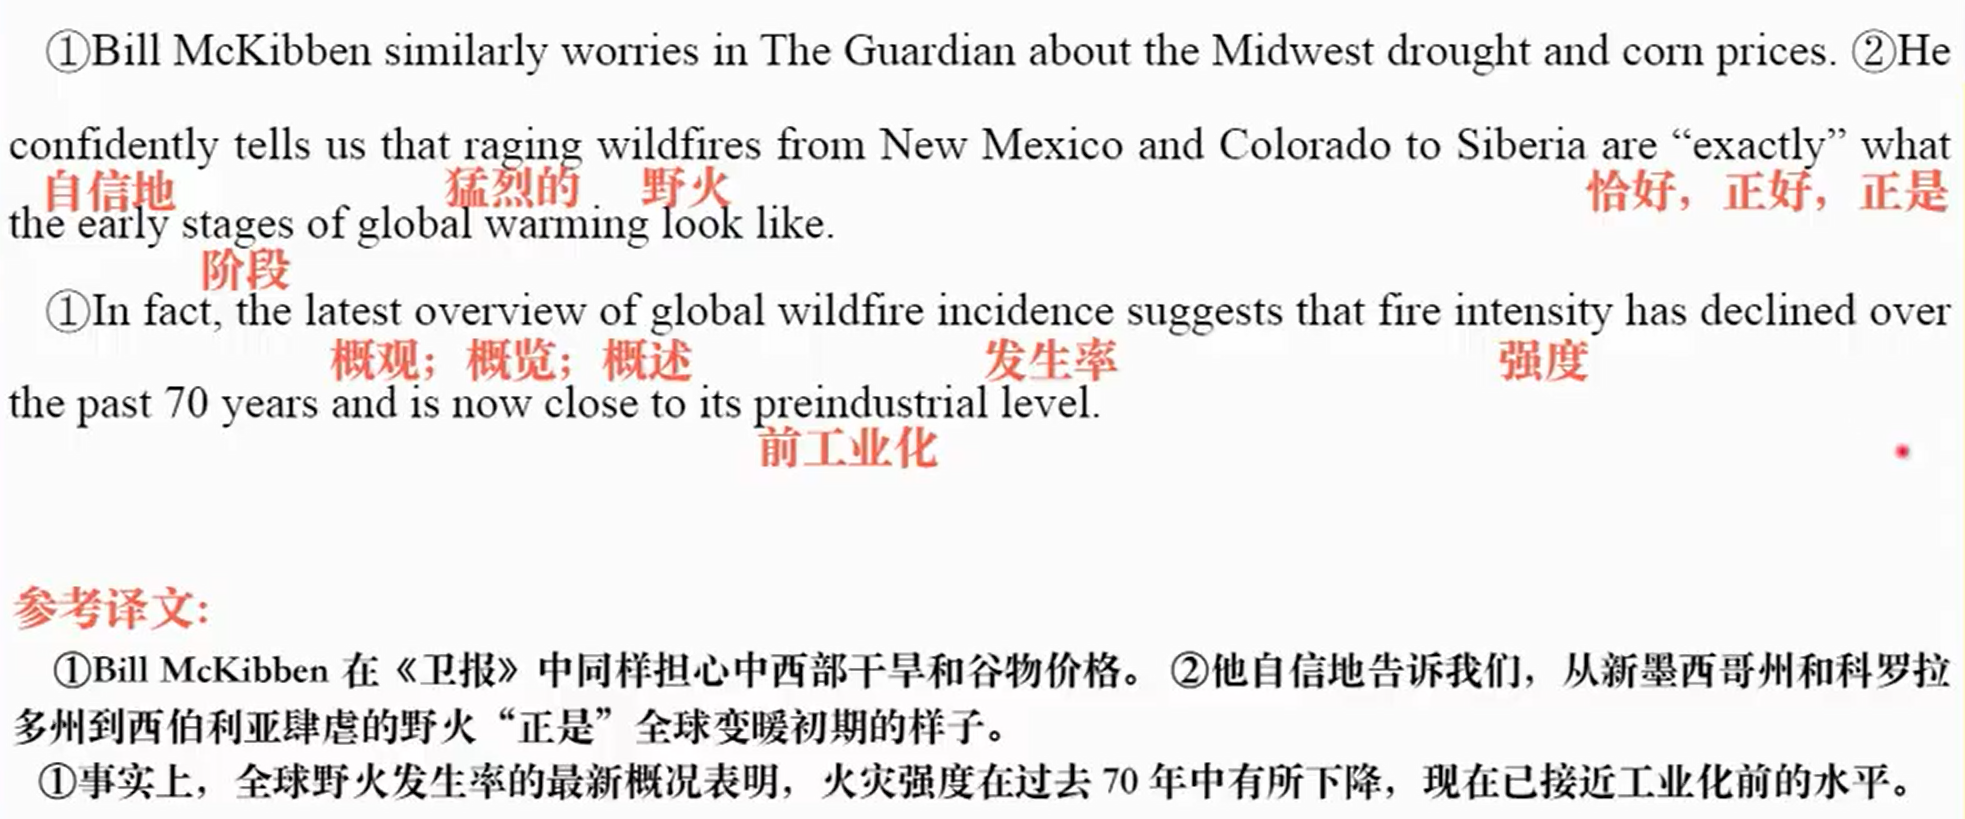 ①Bill McKibben similarly worries in The Guardian about the Midwest drought and corn prices. ②He
confidently tells us that raging wildfires from New Mexico and Colorado to Siberia are “exactly” what
自信地 猛烈的 野火 恰好，正好，正是
the early stages of global warming look like.
阶段
①In fact, the latest overview of global wildfire incidence suggests that fire intensity has declined over
概观；概览；概述 发生率 强度
the past 70 years and is now close to its preindustrial level.
前工业化
参考译文:
①Bill McKibben 在《卫报》中同样担心中西部干旱和谷物价格。②他自信地告诉我们，从新墨西哥州和科罗拉
多州到西伯利亚肆虐的野火“正是”全球变暖初期的样子。
①事实上，全球野火发生率的最新概况表明，火灾强度在过去 70 年中有所下降，现在已接近工业化前的水平。